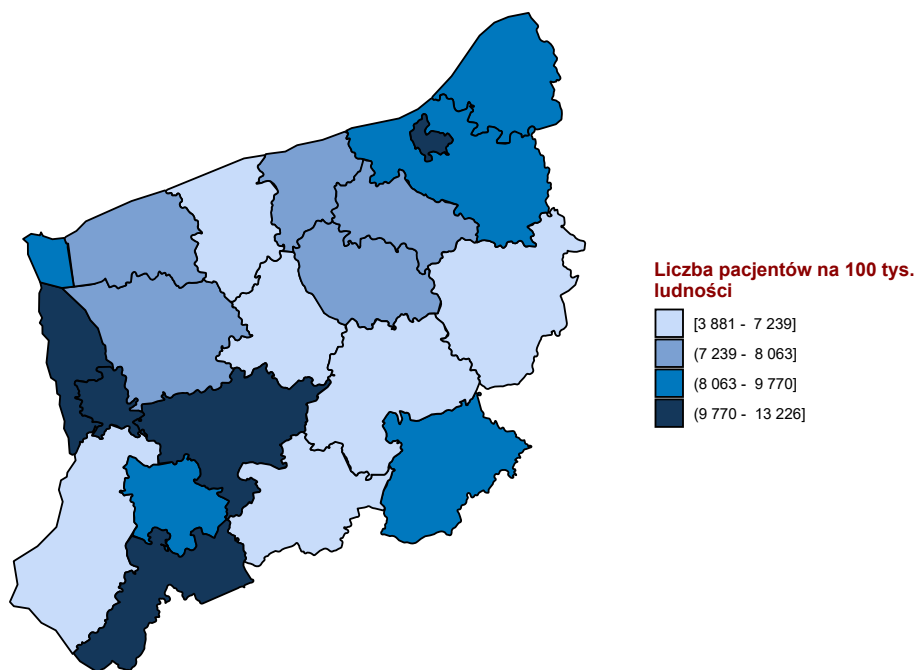 Liczba pacjentów na 100 tys.
ludności
[3 881 - 7 239]
(7 239 - 8 063]
(8 063 - 9 770]
(9 770 - 13 226]